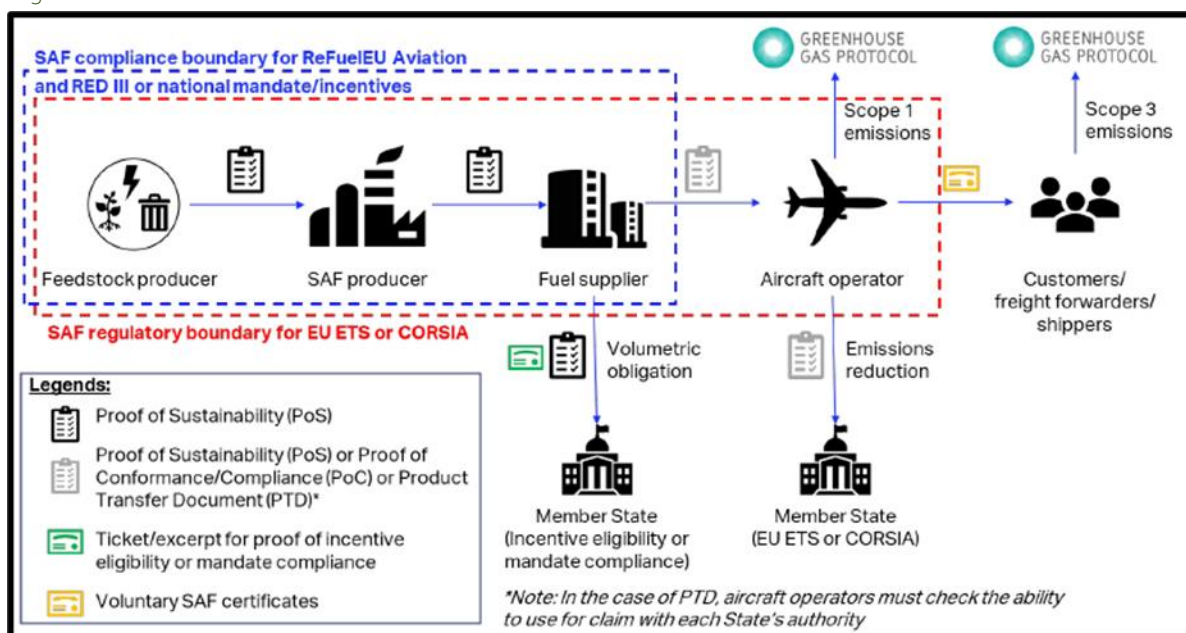 SAF compliance boundary for ReFuelEU Aviation
and RED III or national mandate/incentives
GREENHOUSE
GAS PROTOCOL
GREENHOUSE
GAS PROTOCOL
Scope 1
emissions
Scope 3
emissions
Feedstock producer
SAF producer
Fuel supplier
Aircraft operator
Customers/
freight forwarders/
shippers
SAF regulatory boundary for EU ETS or CORSIA
Volumetric
obligation
Emissions
reduction
Legends:
Proof of Sustainability (PoS)
Proof of Sustainability (PoS) or Proof of
Conformance/Compliance (PoC) or Product
Transfer Document (PTD)*
Ticket/excerpt for proof of incentive
eligibility or mandate compliance
Voluntary SAF certificates
Member State
(Incentive eligibility or
mandate compliance)
Member State
(EU ETS or CORSIA)
*Note: In the case of PTD, aircraft operators must check the ability
to use for claim with each State's authority